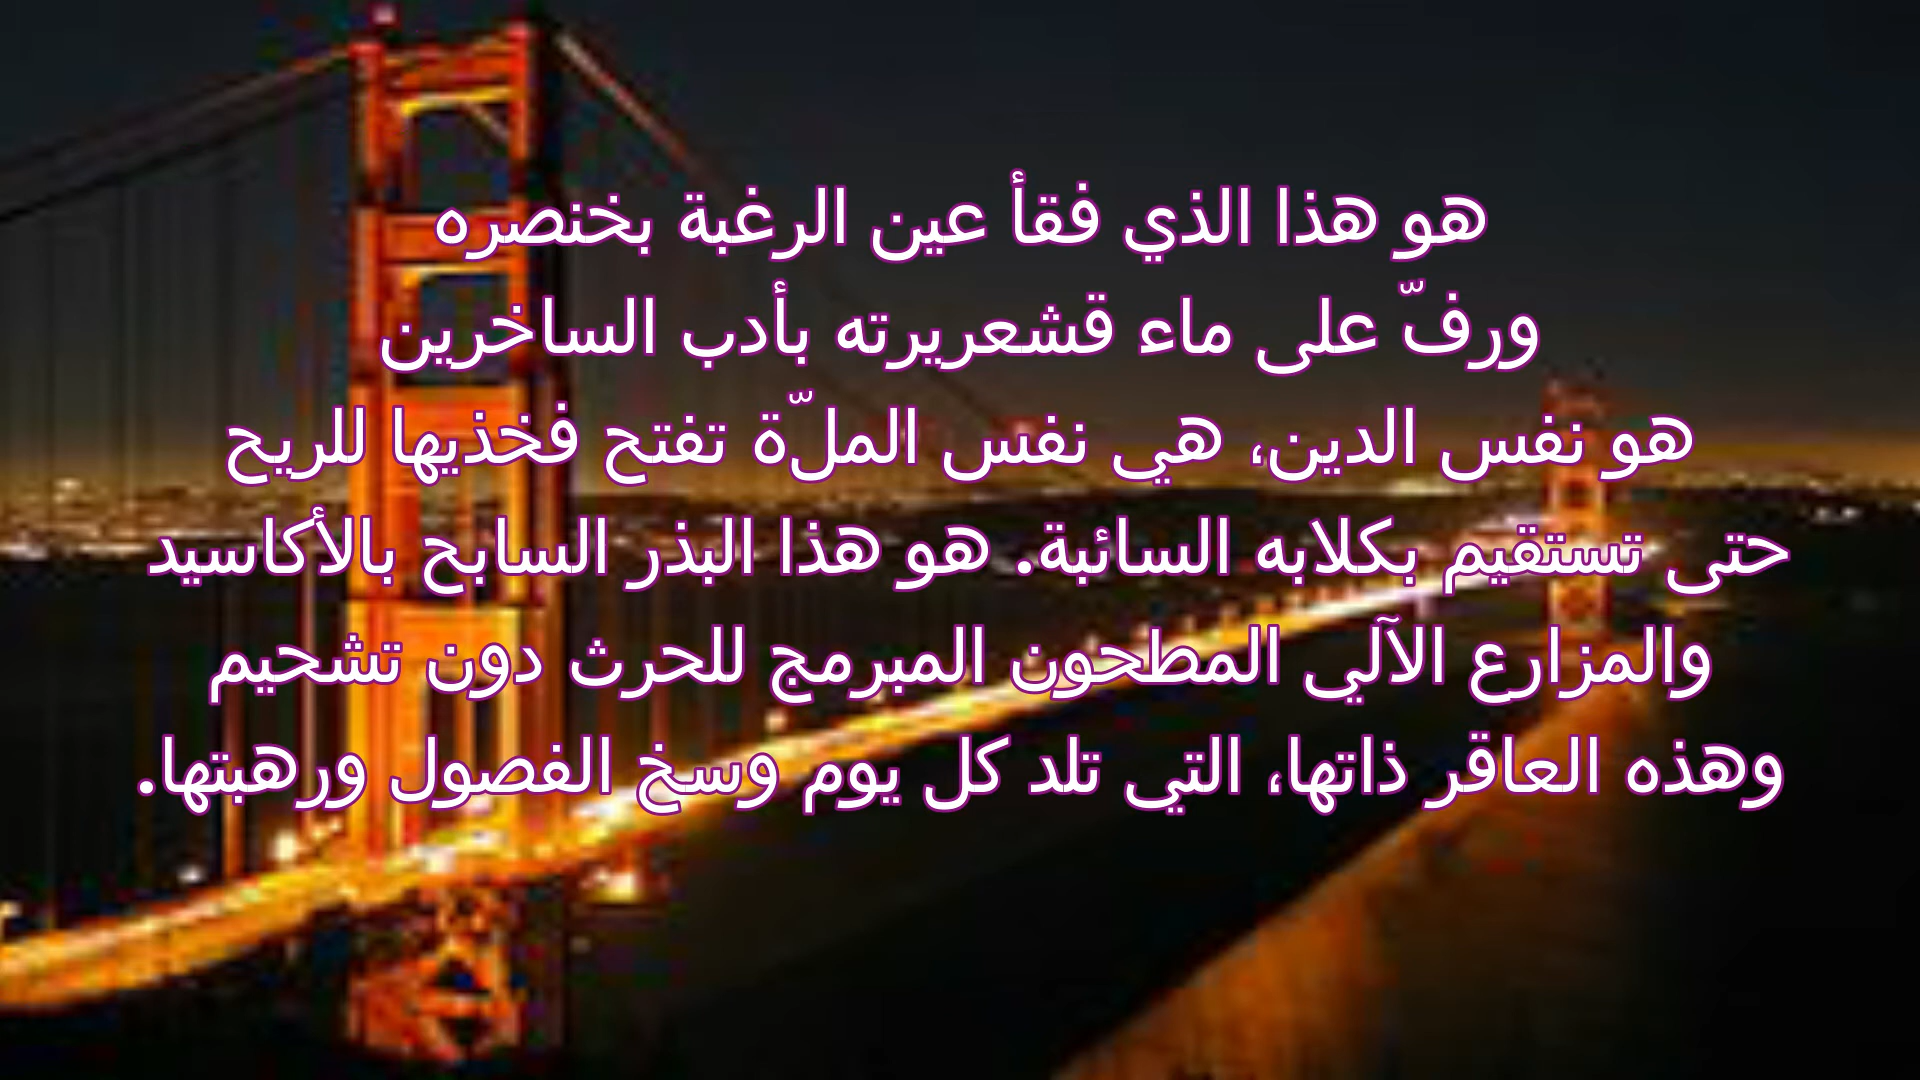 هو هذا الذي فقأ عين الرغبة بخنصره
ورفّ على ماء قشعريرته بأدب الساخرين
هو نفس الدين، هي نفس الملّة تفتح فخذيها للريح
حتى تستقيم بكلابه السائبة. هو هذا البذر السابح بالأكاسيد
والمزارع الآلي المطحون المبرمج للحرث دون تشحيم
وهذه العاقر ذاتها، التي تلد كل يوم وسخ الفصول ورهبتها.